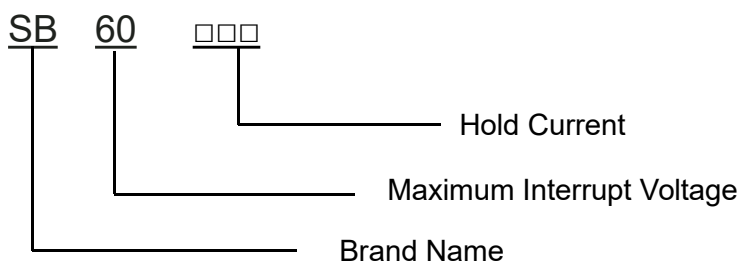 SB 60 □□□
Hold Current
Maximum Interrupt Voltage
Brand Name